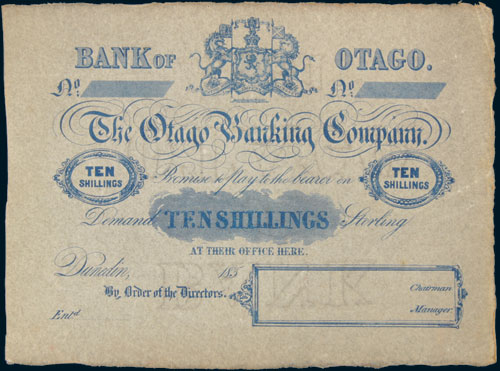 BANK OF OTAGO.
No. No.
The Otago Banking Company.
TEN SHILLINGS Promise to pay to the bearer on TEN SHILLINGS
Demand TEN SHILLINGS Sterling
AT THEIR OFFICE HERE.
Dunedin, 185
By Order of the Directors.
Chairman
Entd. Manager